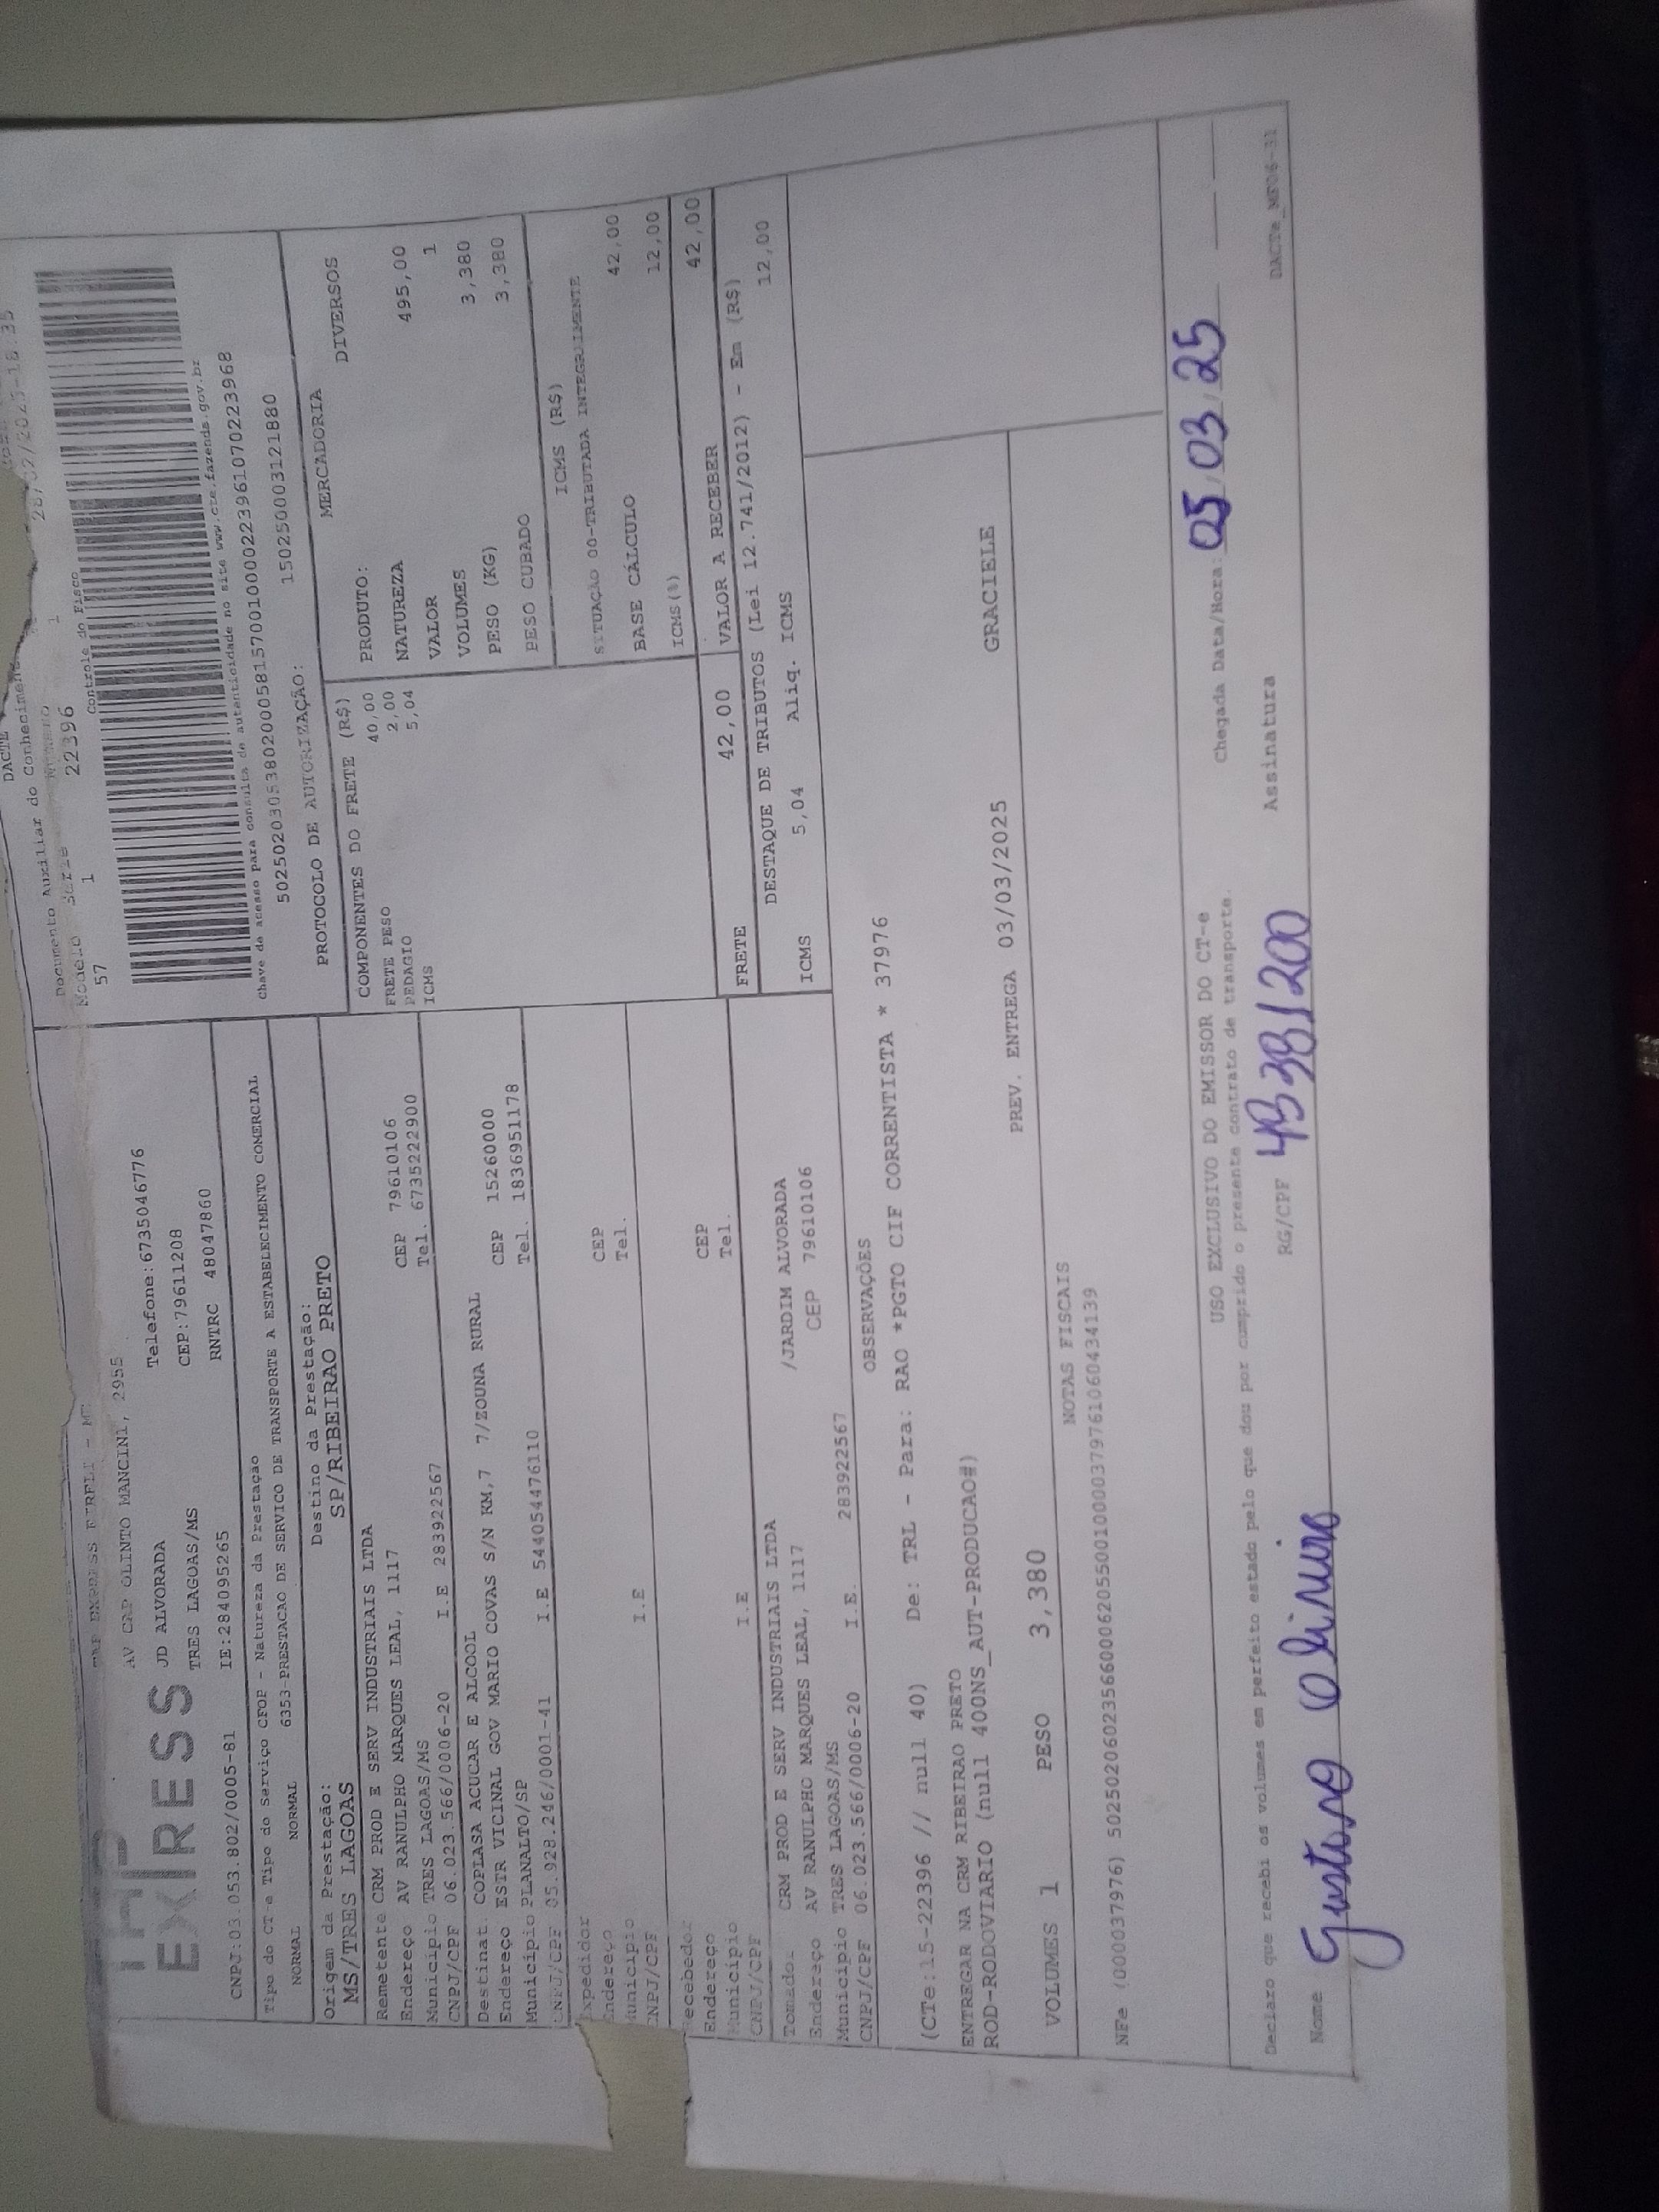 DACTE
Documento Auxiliar do Conhecimen
Modelo Serie Número
57 1 22396 1
Controle do Fisco
EXPRESS
EXPRESS EIRELI - ME
AV CAP OLINTO MANCINI, 2955
JD ALVORADA Telefone:6735046776
TRES LAGOAS/MS CEP:79611208
CNPJ:03.053.802/0005-81 IE:284095265 RNTRC 48047860
Chave de acesso para consulta de autenticidade no site www.cte.fazenda.gov.br
50250203053802000581570010000223961070223968
PROTOCOLO DE AUTORIZAÇÃO: 150250003121880
Tipo do CT-e Tipo do Serviço CFOP - Natureza da Prestação
NORMAL NORMAL 6353-PRESTACAO DE SERVICO DE TRANSPORTE A ESTABELECIMENTO COMERCIAL
Origem da Prestação: Destino da Prestação:
MS/TRES LAGOAS SP/RIBEIRAO PRETO
Remetente CRM PROD E SERV INDUSTRIAIS LTDA
Endereço AV RANULPHO MARQUES LEAL, 1117 CEP 79610106
Município TRES LAGOAS/MS Tel. 6735222900
CNPJ/CPF 06.023.566/0006-20 I.E 283922567
Destinat. COPLASA ACUCAR E ALCOOL
Endereço ESTR VICINAL GOV MARIO COVAS S/N KM,7 7/ZOUNA RURAL CEP 15260000
Município PLANALTO/SP Tel. 1836951178
CNPJ/CPF 05.928.246/0001-41 I.E 544054476110
Expedidor
Endereço CEP
Município Tel.
CNPJ/CPF I.E
Recebedor
Endereço CEP
Município Tel.
CNPJ/CPF I.E
Tomador CRM PROD E SERV INDUSTRIAIS LTDA
Endereço AV RANULPHO MARQUES LEAL, 1117 /JARDIM ALVORADA
Município TRES LAGOAS/MS CEP 79610106
CNPJ/CPF 06.023.566/0006-20 I.E. 283922567
COMPONENTES DO FRETE (R$)
FRETE PESO 40,00
PEDAGIO 2,00
ICMS 5,04
MERCADORIA
PRODUTO: DIVERSOS
NATUREZA
VALOR 495,00
VOLUMES 1
PESO (KG) 3,380
PESO CUBADO 3,380
ICMS (R$)
SITUAÇÃO 00-TRIBUTADA INTEGRALMENTE
BASE CÁLCULO 42,00
ICMS(%) 12,00
FRETE 42,00 VALOR A RECEBER 42,00
DESTAQUE DE TRIBUTOS (Lei 12.741/2012) - Em (R$)
ICMS 5,04 Aliq. ICMS 12,00
OBSERVAÇÕES
(CTe:15-22396 // null 40) De: TRL - Para: RAO *PGTO CIF CORRENTISTA * 37976
ENTREGAR NA CRM RIBEIRAO PRETO
ROD-RODOVIARIO (null 400NS_AUT-PRODUCAO#)
PREV. ENTREGA 03/03/2025 GRACIELE
VOLUMES 1 PESO 3,380
NOTAS FISCAIS
NFe (000037976) 50250206023566000620550010000379761060434139
USO EXCLUSIVO DO EMISSOR DO CT-e
Declaro que recebi os volumes em perfeito estado pelo que dou por cumprido o presente contrato de transporte.
Chegada Data/Hora: 05/03/25
Nome Gustavo RG/CPF Assinatura
DACTe_MF06-31